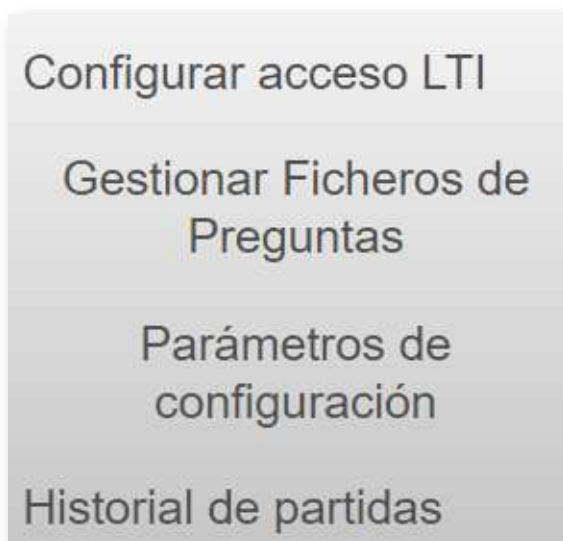 Configurar acceso LTI
Gestionar Ficheros de
Preguntas
Parámetros de
configuración
Historial de partidas